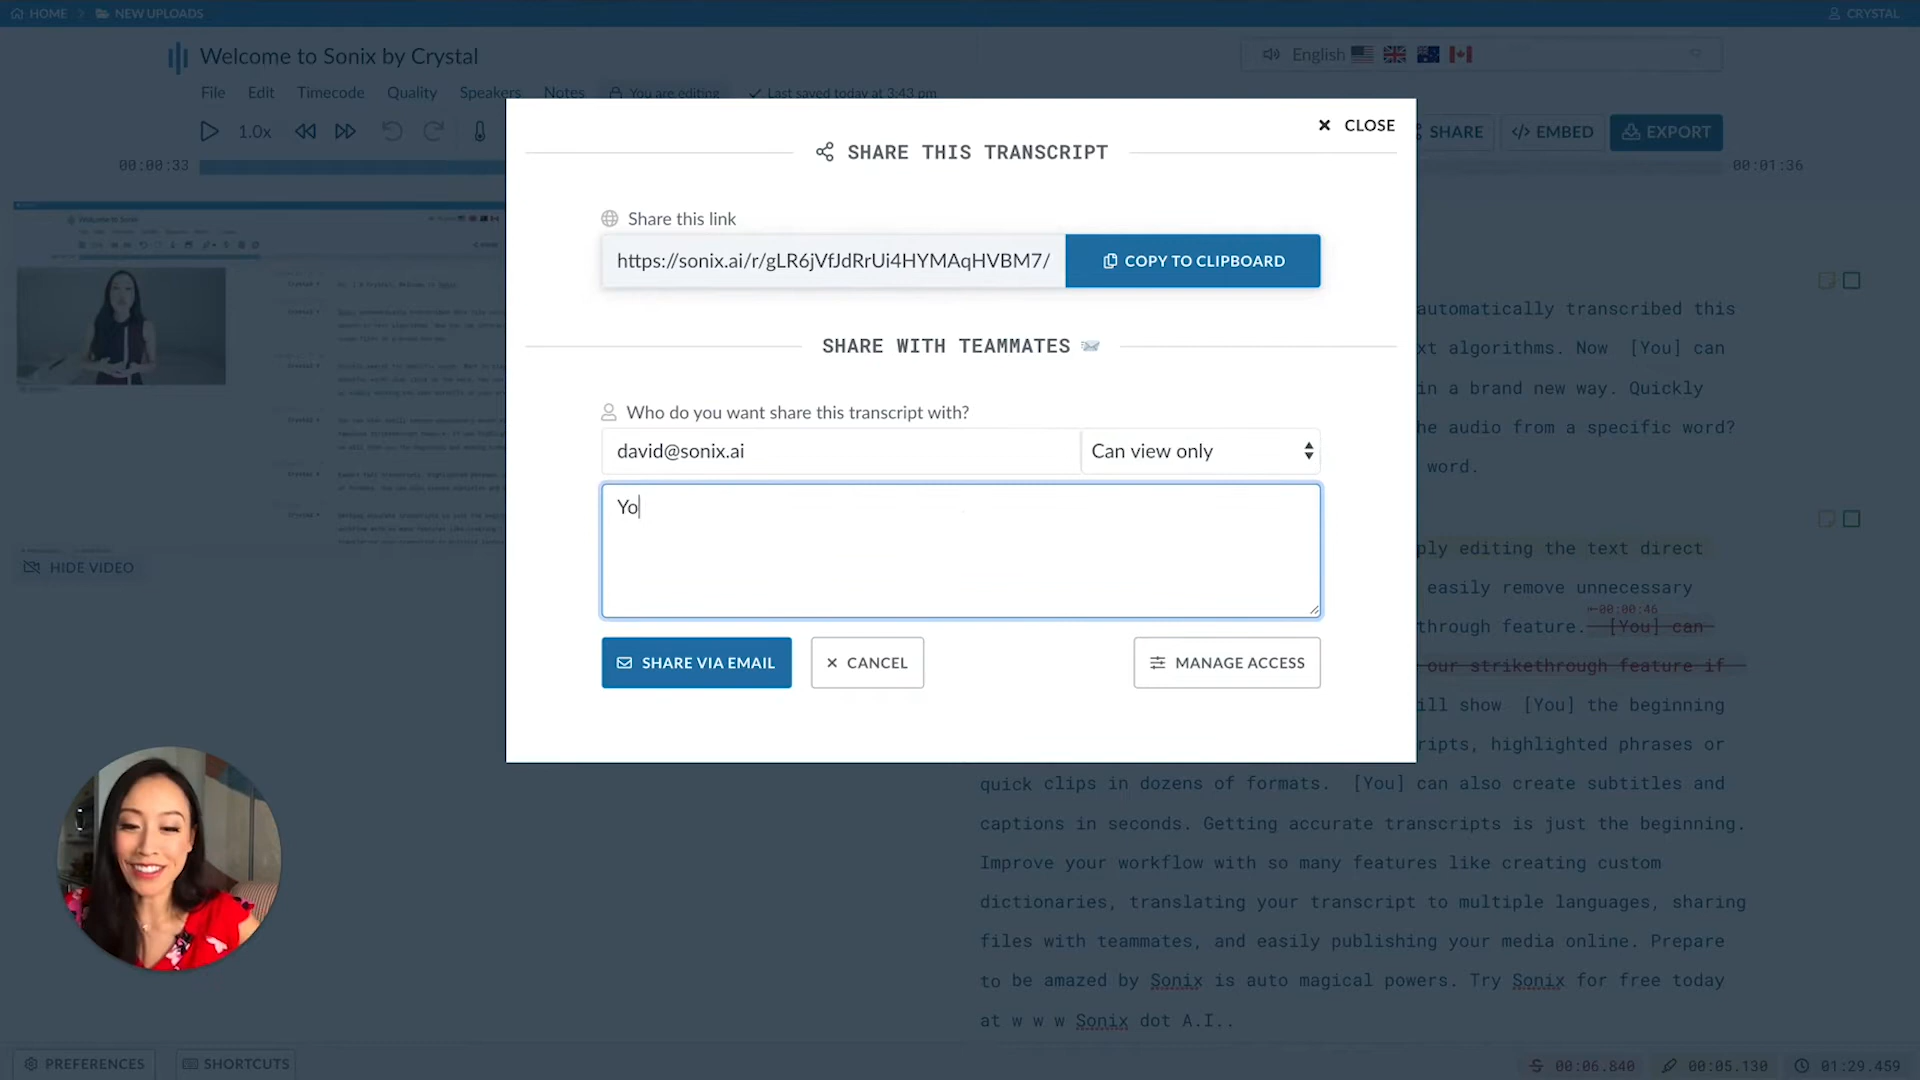 HOME > NEW UPLOADS
CRYSTAL
Welcome to Sonix by Crystal
English
File Edit Timecode Quality Speakers Notes You are editing Last saved today at 3:43 pm
1.0x
SHARE </> EMBED EXPORT
00:00:33
00:01:36
× CLOSE
SHARE THIS TRANSCRIPT
Share this link
https://sonix.ai/r/gLR6jVfJdRrUi4HYMAqHVBM7/
COPY TO CLIPBOARD
SHARE WITH TEAMMATES
Who do you want share this transcript with?
david@sonix.ai
Can view only
Yo
SHARE VIA EMAIL
× CANCEL
MANAGE ACCESS
HIDE VIDEO
automatically transcribed this
xt algorithms. Now [You] can
in a brand new way. Quickly
he audio from a specific word?
word.
ply editing the text direct
easily remove unnecessary
00:00:46
through feature. [You] can
our strikethrough feature if
ill show [You] the beginning
ripts, highlighted phrases or
quick clips in dozens of formats. [You] can also create subtitles and
captions in seconds. Getting accurate transcripts is just the beginning.
Improve your workflow with so many features like creating custom
dictionaries, translating your transcript to multiple languages, sharing
files with teammates, and easily publishing your media online. Prepare
to be amazed by Sonix is auto magical powers. Try Sonix for free today
at w w w Sonix dot A.I..
PREFERENCES
SHORTCUTS
00:06.840
00:05.130
01:29.459